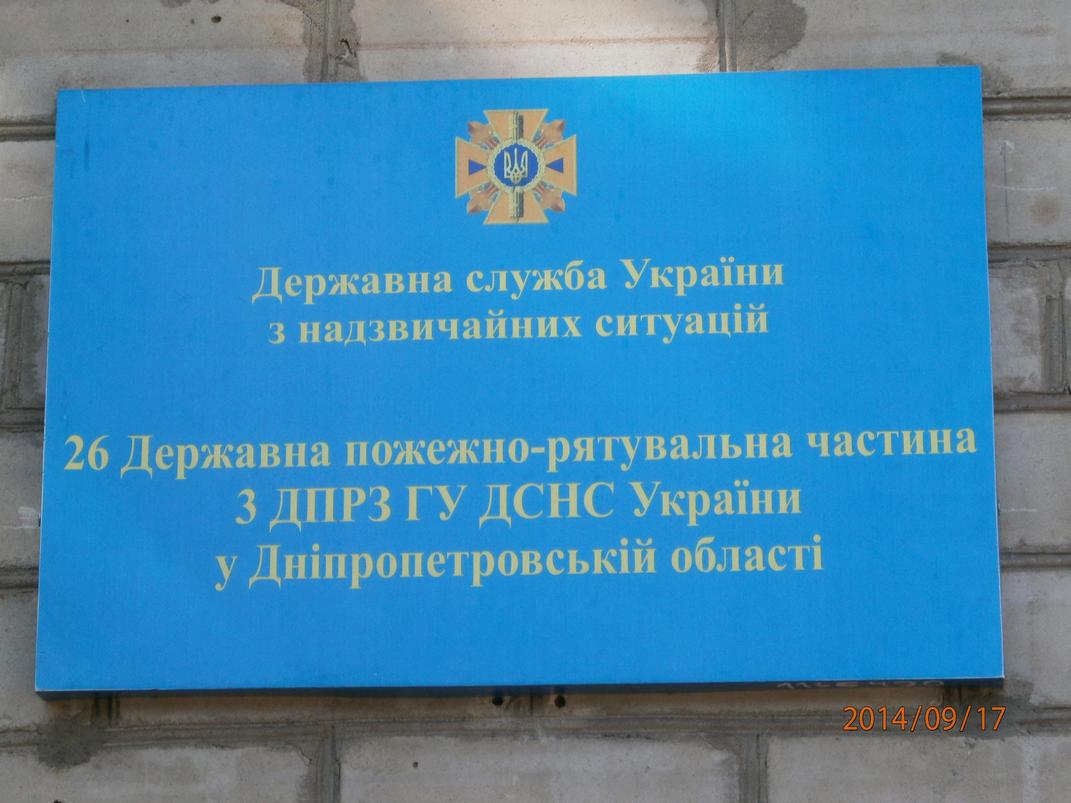 Державна служба України
з надзвичайних ситуацій
26 Державна пожежно-рятувальна частина
3 ДПРЗ ГУ ДСНС України
у Дніпропетровській області
2014/09/17